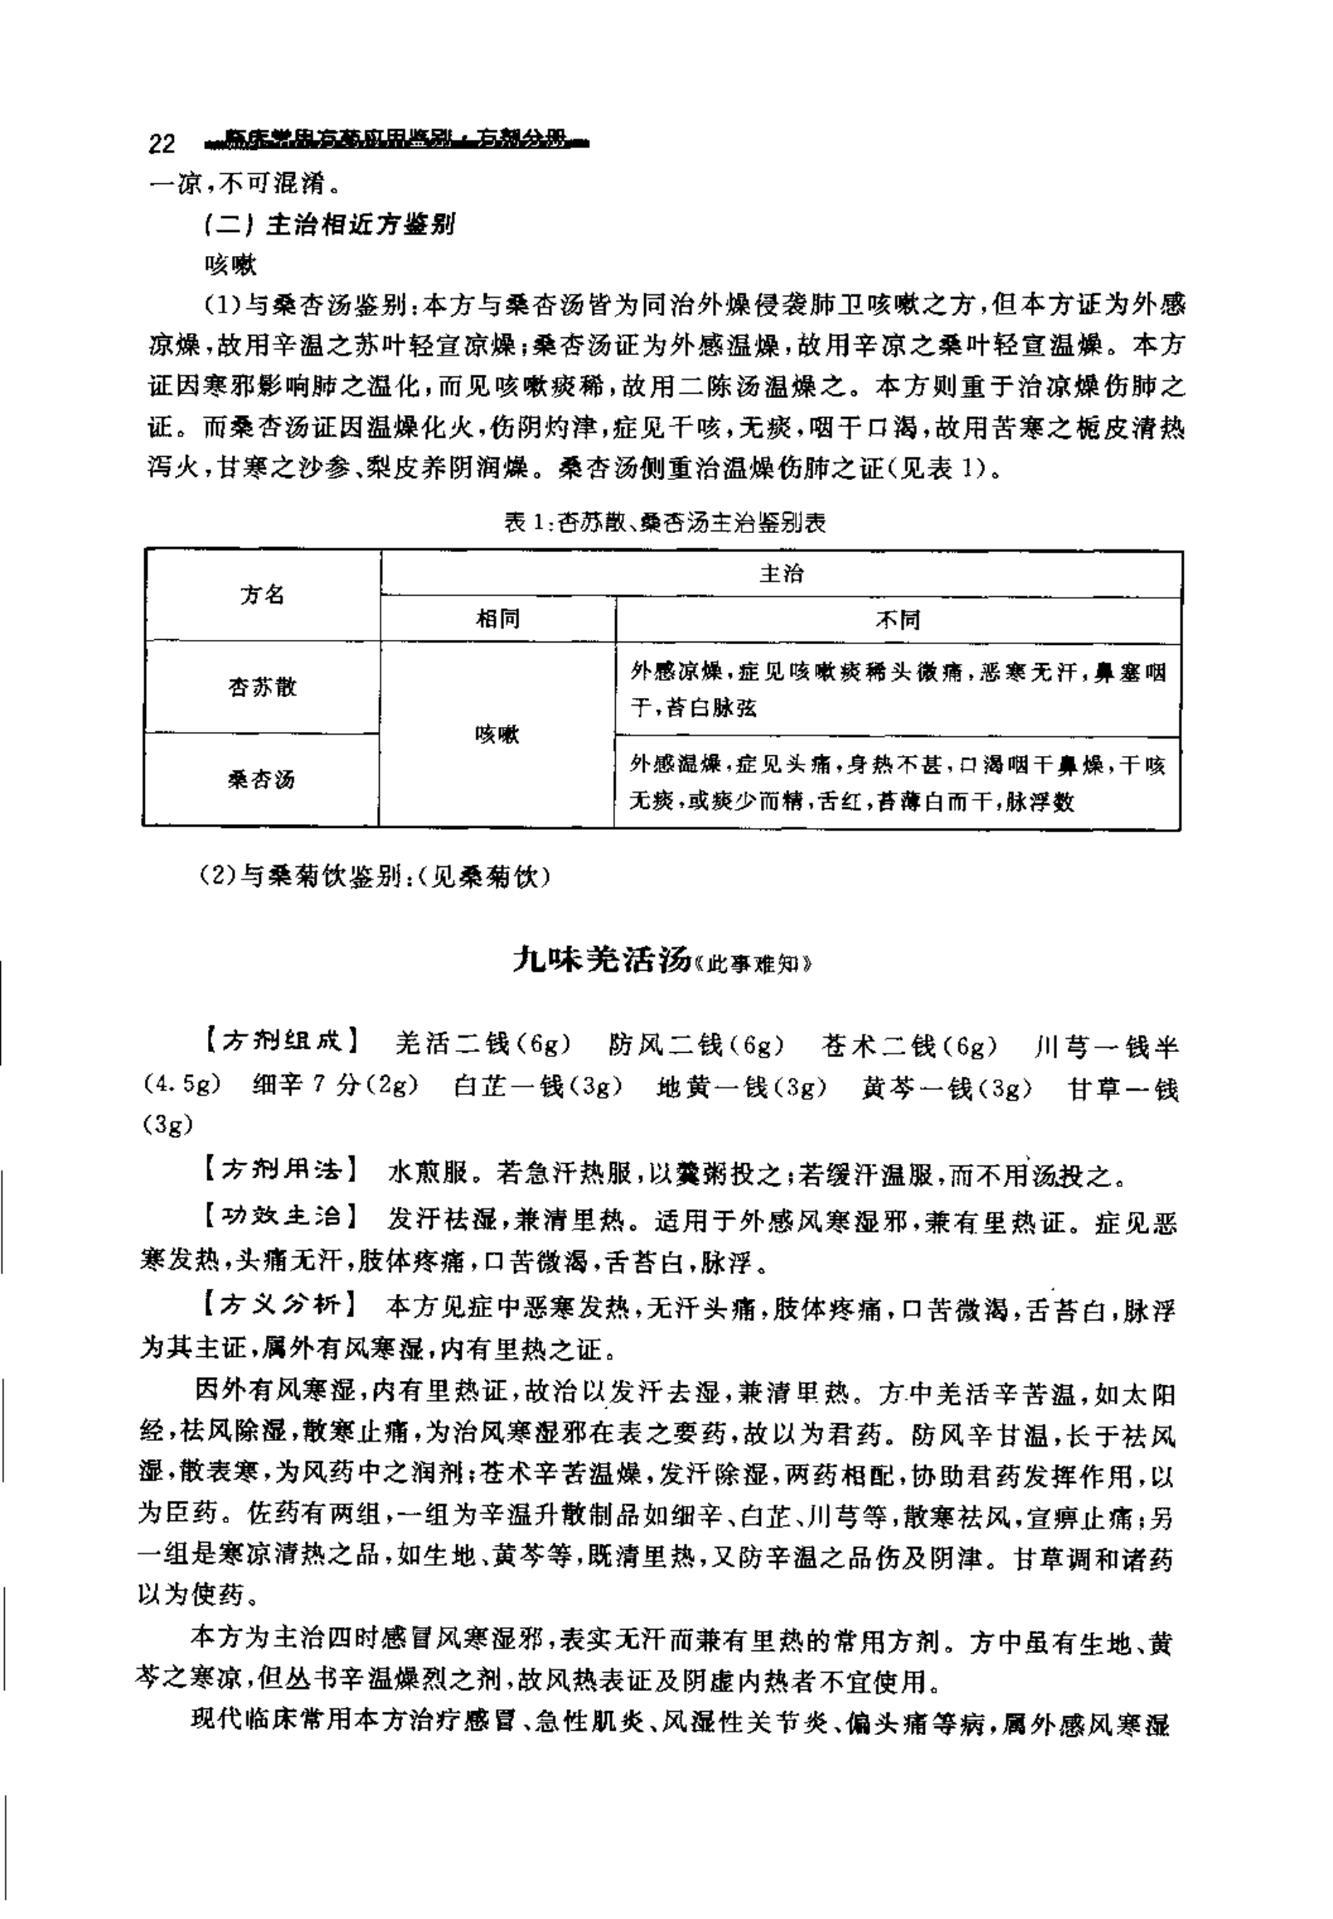 22 临床常用方药应用鉴别·方剂分册
一凉,不可混淆。
(二)主治相近方鉴别
咳嗽
(1)与桑杏汤鉴别:本方与桑杏汤皆为同治外燥侵袭肺卫咳嗽之方,但本方证为外感
凉燥,故用辛温之苏叶轻宣凉燥;桑杏汤证为外感温燥,故用辛凉之桑叶轻宣温燥。本方
证因寒邪影响肺之温化,而见咳嗽痰稀,故用二陈汤温燥之。本方则重于治凉燥伤肺之
证。而桑杏汤证因温燥化火,伤阴灼津,症见干咳,无痰,咽干口渴,故用苦寒之栀皮清热
泻火,甘寒之沙参、梨皮养阴润燥。桑杏汤侧重治温燥伤肺之证(见表1)。
表1:杏苏散、桑杏汤主治鉴别表
方名
主治
相同
不同
杏苏散
咳嗽
外感凉燥,症见咳嗽痰稀头微痛,恶寒无汗,鼻塞咽
干,苔白脉弦
桑杏汤
外感温燥,症见头痛,身热不甚,口渴咽干鼻燥,干咳
无痰,或痰少而精,舌红,苔薄白而干,脉浮数
(2)与桑菊饮鉴别:(见桑菊饮)
九味羌活汤《此事难知》
【方剂组成】 羌活二钱(6g) 防风二钱(6g) 苍术二钱(6g) 川芎一钱半
(4.5g) 细辛7分(2g) 白芷一钱(3g) 地黄一钱(3g) 黄芩一钱(3g) 甘草一钱
(3g)
【方剂用法】 水煎服。若急汗热服,以羹粥投之;若缓汗温服,而不用汤投之。
【功效主治】 发汗祛湿,兼清里热。适用于外感风寒湿邪,兼有里热证。症见恶
寒发热,头痛无汗,肢体疼痛,口苦微渴,舌苔白,脉浮。
【方义分析】 本方见症中恶寒发热,无汗头痛,肢体疼痛,口苦微渴,舌苔白,脉浮
为其主证,属外有风寒湿,内有里热之证。
因外有风寒湿,内有里热证,故治以发汗去湿,兼清里热。方中羌活辛苦温,如太阳
经,祛风除湿,散寒止痛,为治风寒湿邪在表之要药,故以为君药。防风辛甘温,长于祛风
湿,散表寒,为风药中之润剂;苍术辛苦温燥,发汗除湿,两药相配,协助君药发挥作用,以
为臣药。佐药有两组,一组为辛温升散制品如细辛、白芷、川芎等,散寒祛风,宣痹止痛;另
一组是寒凉清热之品,如生地、黄芩等,既清里热,又防辛温之品伤及阴津。甘草调和诸药
以为使药。
本方为主治四时感冒风寒湿邪,表实无汗而兼有里热的常用方剂。方中虽有生地、黄
芩之寒凉,但丛书辛温燥烈之剂,故风热表证及阴虚内热者不宜使用。
现代临床常用本方治疗感冒、急性肌炎、风湿性关节炎、偏头痛等病,属外感风寒湿